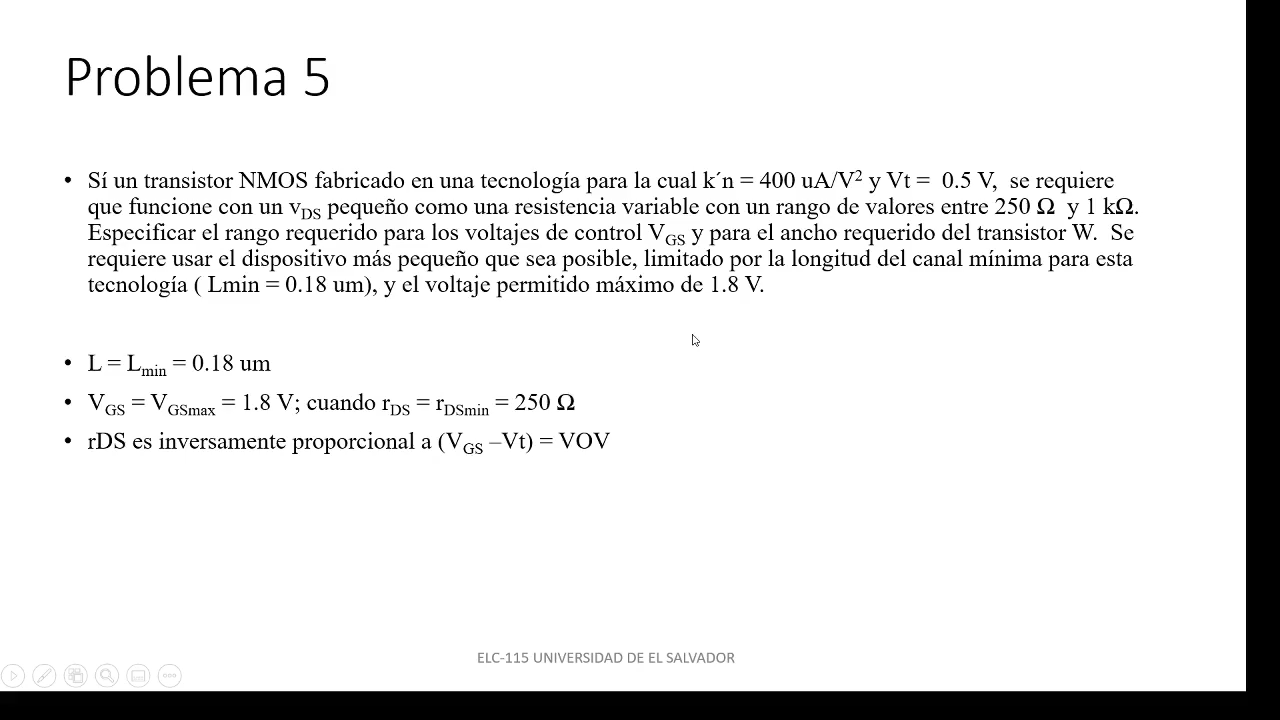 Problema 5
• Sí un transistor NMOS fabricado en una tecnología para la cual k´n = 400 uA/V² y Vt = 0.5 V, se requiere
que funcione con un vDS pequeño como una resistencia variable con un rango de valores entre 250 Ω y 1 kΩ.
Especificar el rango requerido para los voltajes de control VGS y para el ancho requerido del transistor W. Se
requiere usar el dispositivo más pequeño que sea posible, limitado por la longitud del canal mínima para esta
tecnología ( Lmin = 0.18 um), y el voltaje permitido máximo de 1.8 V.
• L = Lmin = 0.18 um
• VGS = VGSmax = 1.8 V; cuando rDS = rDSmin = 250 Ω
• rDS es inversamente proporcional a (VGS –Vt) = VOV
ELC-115 UNIVERSIDAD DE EL SALVADOR